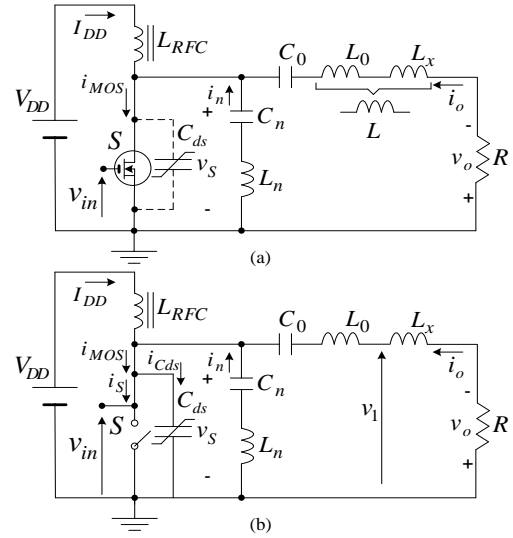 I_DD
L_RFC
C_0
L_0
L_x
i_MOS
i_n
+
i_o
C_n
L
-
V_DD
S
C_ds
v_S
v_o
R
v_in
L_n
-
+
(a)
I_DD
L_RFC
C_0
L_0
L_x
i_MOS
i_Cds
i_n
+
i_o
i_S
C_n
-
V_DD
C_ds
S
v_S
v_1
v_o
R
v_in
L_n
-
+
(b)